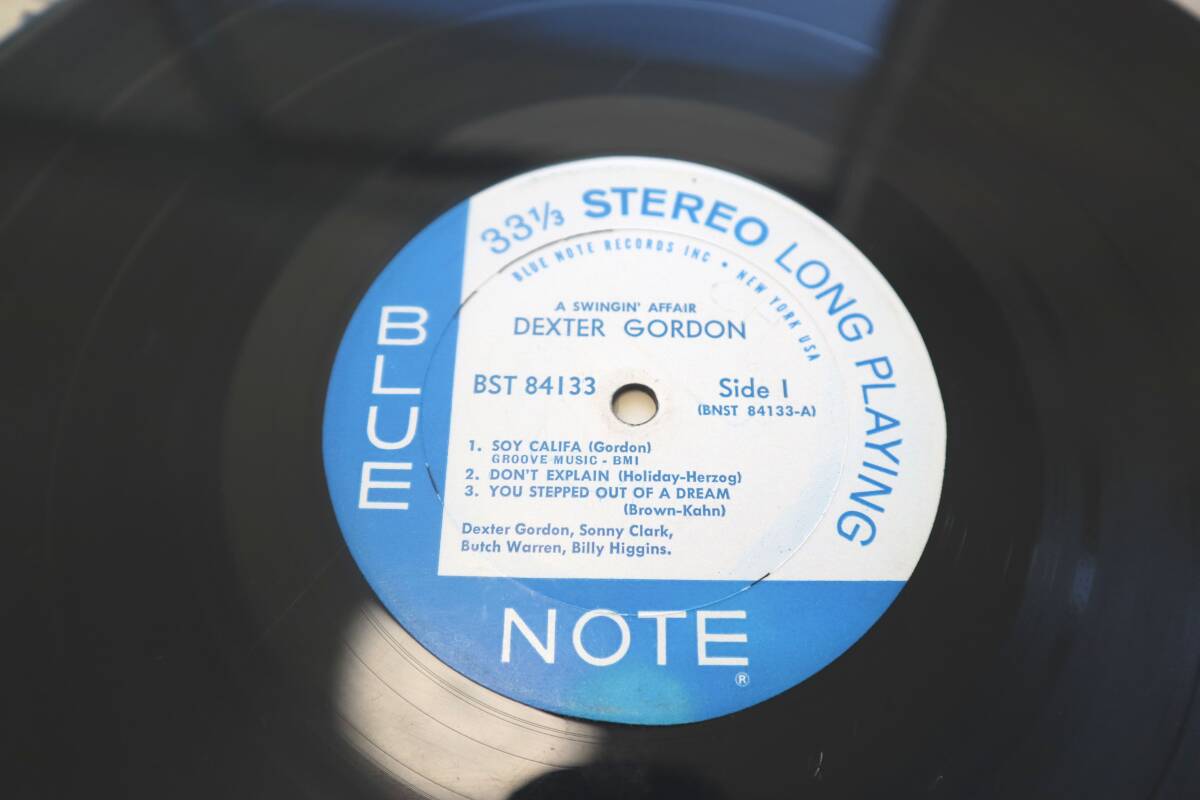 33 1/3 STEREO LONG PLAYING
BLUE NOTE RECORDS INC • NEW YORK USA
A SWINGIN' AFFAIR
DEXTER GORDON
BST 84133
Side 1
(BNST 84133-A)
1. SOY CALIFA (Gordon)
GROOVE MUSIC - BMI
2. DON'T EXPLAIN (Holiday-Herzog)
3. YOU STEPPED OUT OF A DREAM
(Brown-Kahn)
Dexter Gordon, Sonny Clark,
Butch Warren, Billy Higgins.
BLUE
NOTE
®